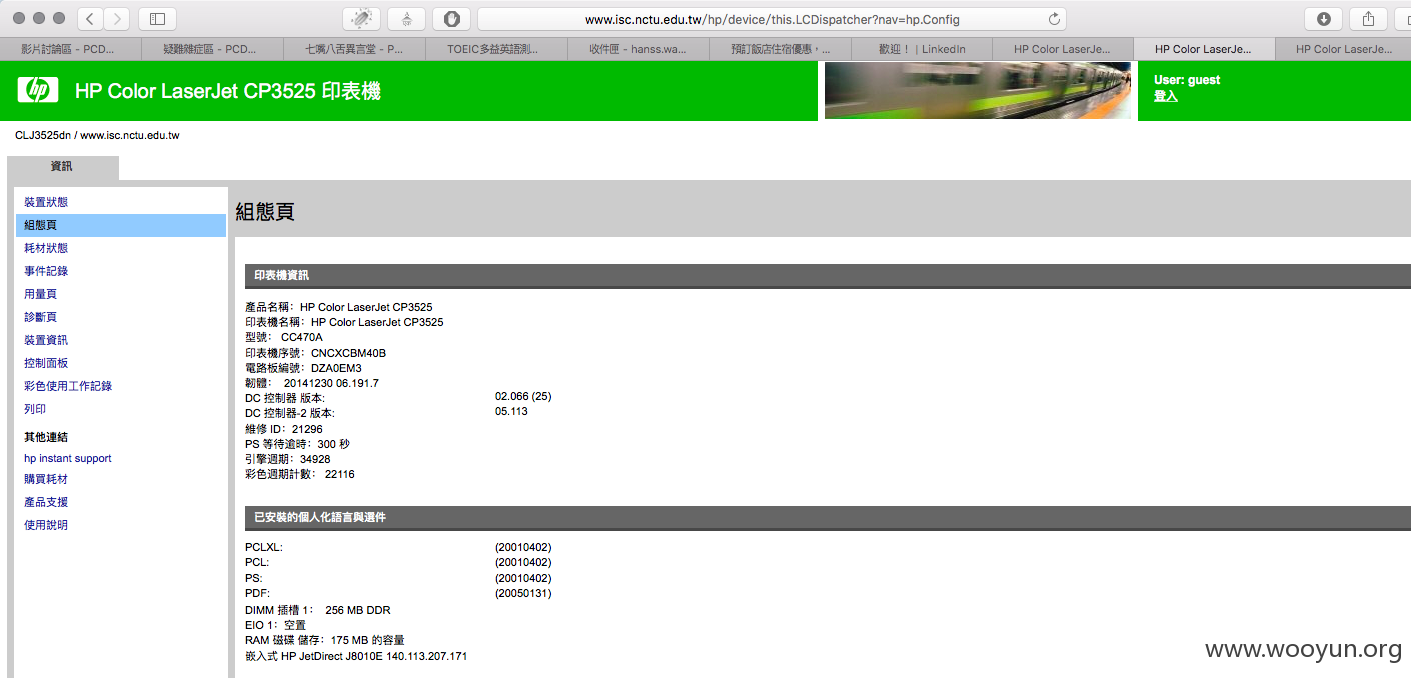 www.isc.nctu.edu.tw/hp/device/this.LCDispatcher?nav=hp.Config
影片討論區 - PCD...
疑難雜症區 - PCD...
七嘴八舌異言堂 - P...
TOEIC多益英語測...
收件匣 - hanss.wa...
預訂飯店住宿優惠，...
歡迎！ | LinkedIn
HP Color LaserJe...
HP Color LaserJe...
HP Color LaserJe...
hp
HP Color LaserJet CP3525 印表機
User: guest
登入
CLJ3525dn / www.isc.nctu.edu.tw
資訊
裝置狀態
組態頁
耗材狀態
事件記錄
用量頁
診斷頁
裝置資訊
控制面板
彩色使用工作記錄
列印
其他連結
hp instant support
購買耗材
產品支援
使用說明
組態頁
印表機資訊
產品名稱: HP Color LaserJet CP3525
印表機名稱: HP Color LaserJet CP3525
型號: CC470A
印表機序號: CNCXCBM40B
電路板編號: DZA0EM3
韌體: 20141230 06.191.7
DC 控制器 版本: 02.066 (25)
DC 控制器-2 版本: 05.113
維修 ID: 21296
PS 等待逾時: 300 秒
引擎週期: 34928
彩色週期計數: 22116
已安裝的個人化語言與選件
PCLXL: (20010402)
PCL: (20010402)
PS: (20010402)
PDF: (20050131)
DIMM 插槽 1: 256 MB DDR
EIO 1: 空置
RAM 磁碟 儲存: 175 MB 的容量
嵌入式 HP JetDirect J8010E 140.113.207.171
www.wooyun.org